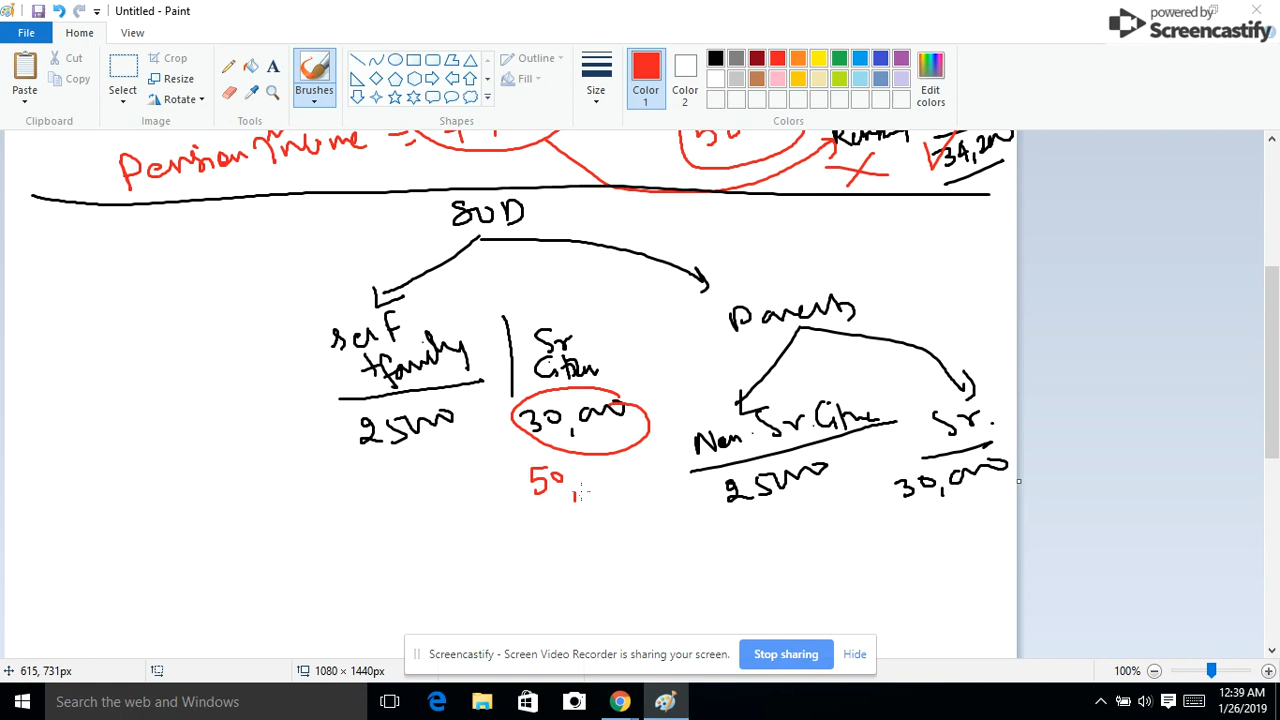 Untitled - Paint
powered by
Screencastify
File
Home
View
Cut
Copy
Paste
Clipboard
Select
Crop
Resize
Rotate
Image
Tools
Brushes
Shapes
Outline
Fill
Size
Color 1
Color 2
Edit colors
Colors
Pension Income =
34,200
80D
self
+family
25000
Sr
Citizen
30,000
50,
Parents
Non. Sr. Citizen
25000
Sr.
30,000
Screencastify - Screen Video Recorder is sharing your screen.
Stop sharing
Hide
615, 731px
1080 × 1440px
100%
Search the web and Windows
12:39 AM
1/26/2019